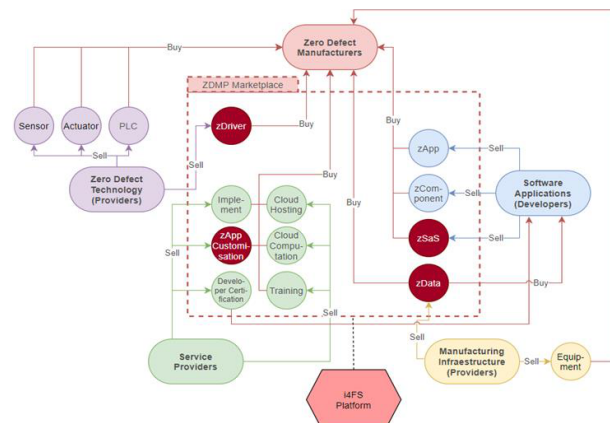 Zero Defect
Manufacturers
Buy
ZDMP Marketplace
Buy
Sensor
Actuator
PLC
zDriver
Buy
Sell
Sell
Zero Defect
Technology
(Providers)
zApp
Sell
Buy
zCom-
ponent
Sell
Software
Applications
(Developers)
Buy
Buy
Imple-
ment
Cloud
Hosting
zSaS
Sell
zApp
Customi-
sation
Cloud
Compu-
tation
Sell
zData
Buy
Develo-
per Certi-
fication
Training
Sell
Sell
Service
Providers
Manufacturing
Infrastructure
(Providers)
Sell
Equip-
ment
i4FS
Platform